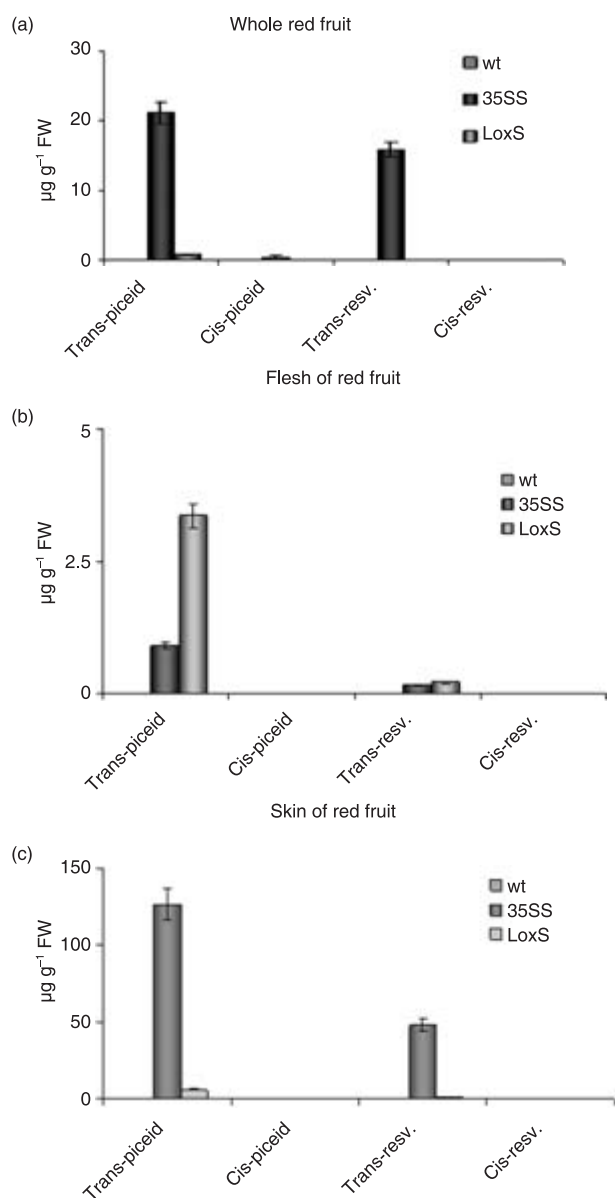 (a)
Whole red fruit
30
20
10
0
µg g⁻¹ FW
wt
35SS
LoxS
Trans-piceid
Cis-piceid
Trans-resv.
Cis-resv.
Flesh of red fruit
(b)
5
2.5
0
µg g⁻¹ FW
wt
35SS
LoxS
Trans-piceid
Cis-piceid
Trans-resv.
Cis-resv.
Skin of red fruit
(c)
150
100
50
0
µg g⁻¹ FW
wt
35SS
LoxS
Trans-piceid
Cis-piceid
Trans-resv.
Cis-resv.